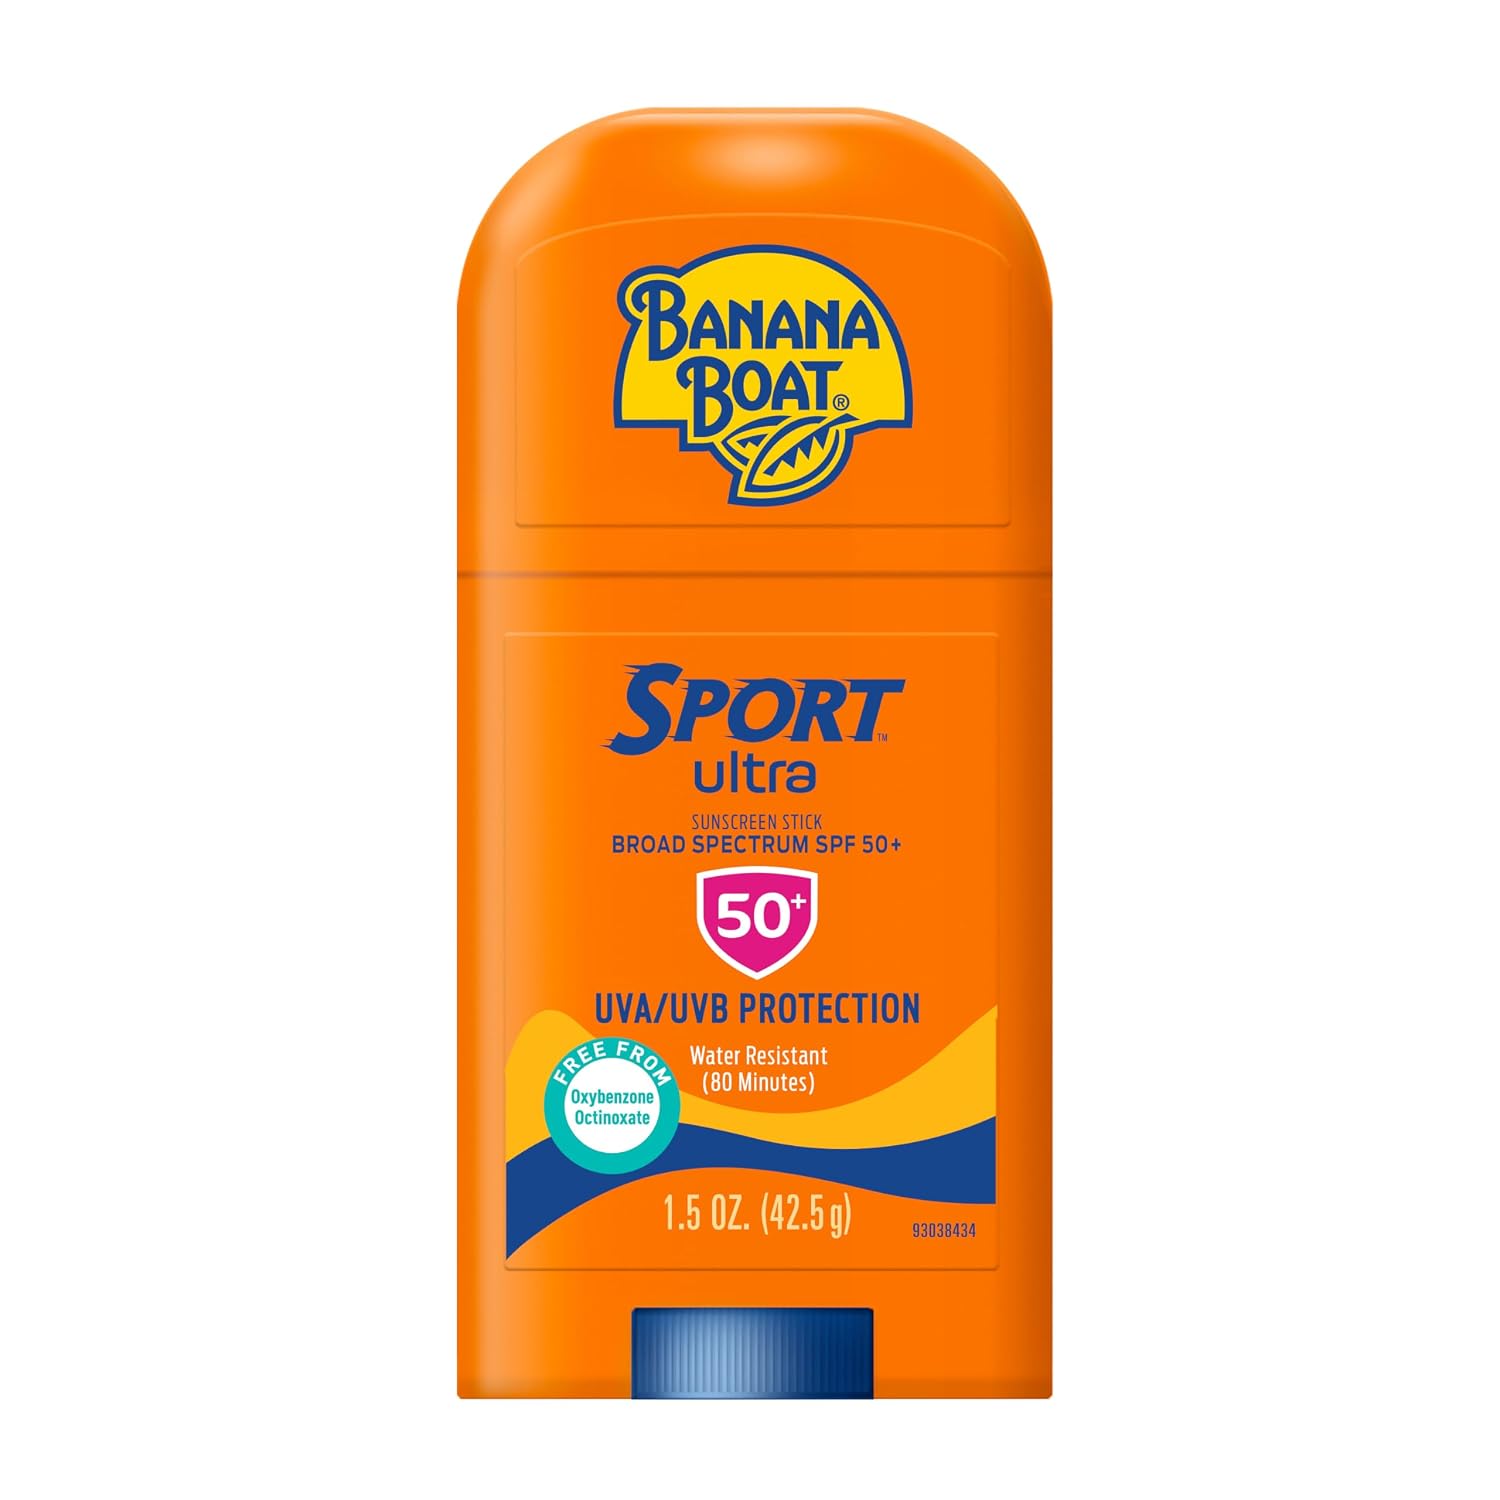 BANANA
BOAT®
SPORT™
ultra
SUNSCREEN STICK
BROAD SPECTRUM SPF 50+
50+
UVA/UVB PROTECTION
Water Resistant
(80 Minutes)
FREE FROM
Oxybenzone
Octinoxate
1.5 OZ. (42.5g)
93038434